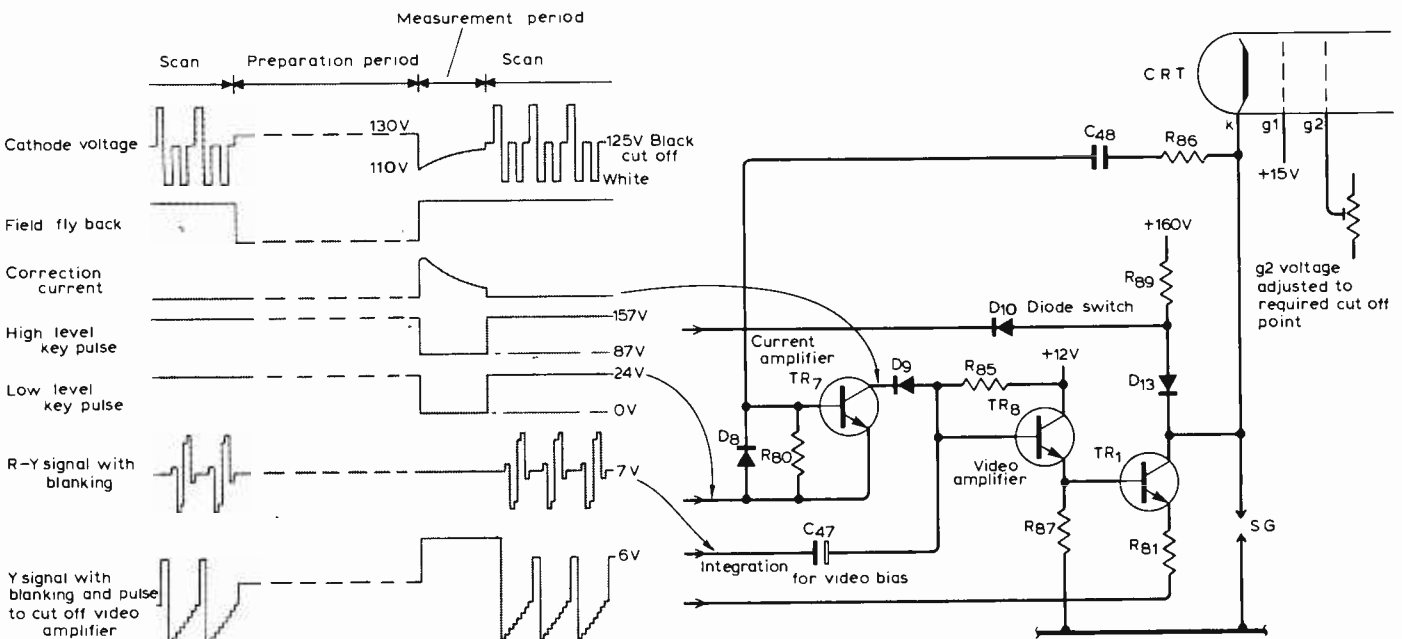 Measurement period
Scan
Preparation period
Scan
Cathode voltage
130V
110V
125V Black
cut off
White
Field fly back
Correction
current
High level
key pulse
157V
87V
Low level
key pulse
24V
0V
R-Y signal with
blanking
7V
Y signal with
blanking and pulse
to cut off video
amplifier
6V
CRT
k
g1
g2
+15V
C48
R86
+160V
R89
g2 voltage
adjusted to
required cut off
point
D10
Diode switch
Current
amplifier
TR7
D9
R85
+12V
TR8
D13
D8
R80
Video
amplifier
TR1
C47
R87
R81
SG
Integration
for video bias